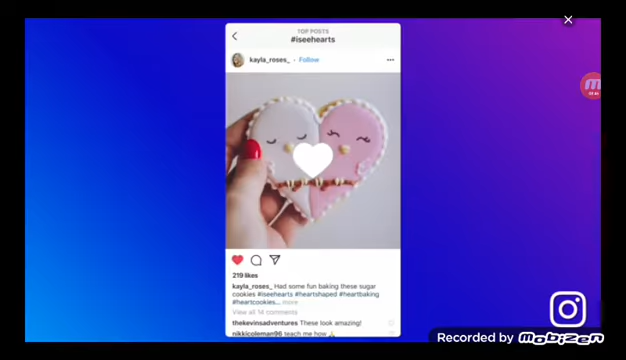 TOP POSTS
#iseehearts
kayla_roses_ · Follow
219 likes
kayla_roses_ Had some fun baking these sugar
cookies #iseehearts #heartshaped #heartbaking
#heartcookies... more
View all 14 comments
thekevinsadventures These look amazing!
nikkicoleman96 teach me how
Recorded by mobizen